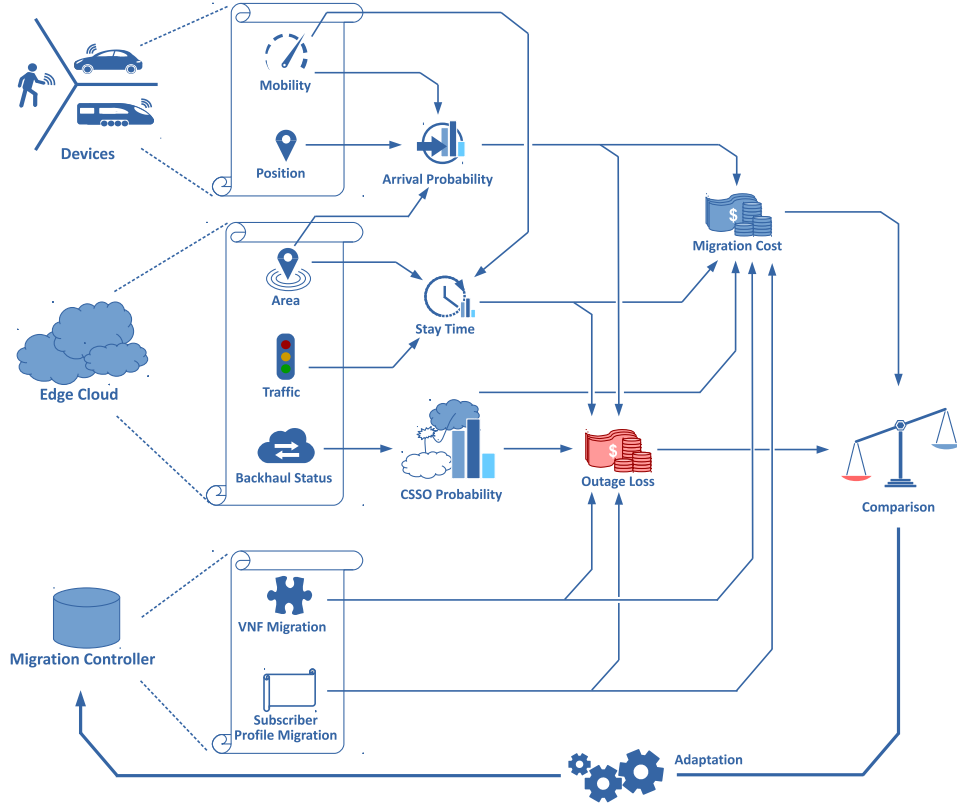 Mobility
Devices
Position
Arrival Probability
$
Migration Cost
Area
Stay Time
Edge Cloud
Traffic
Backhaul Status
CSSO Probability
$
Outage Loss
Comparison
VNF Migration
Migration Controller
Subscriber
Profile Migration
Adaptation